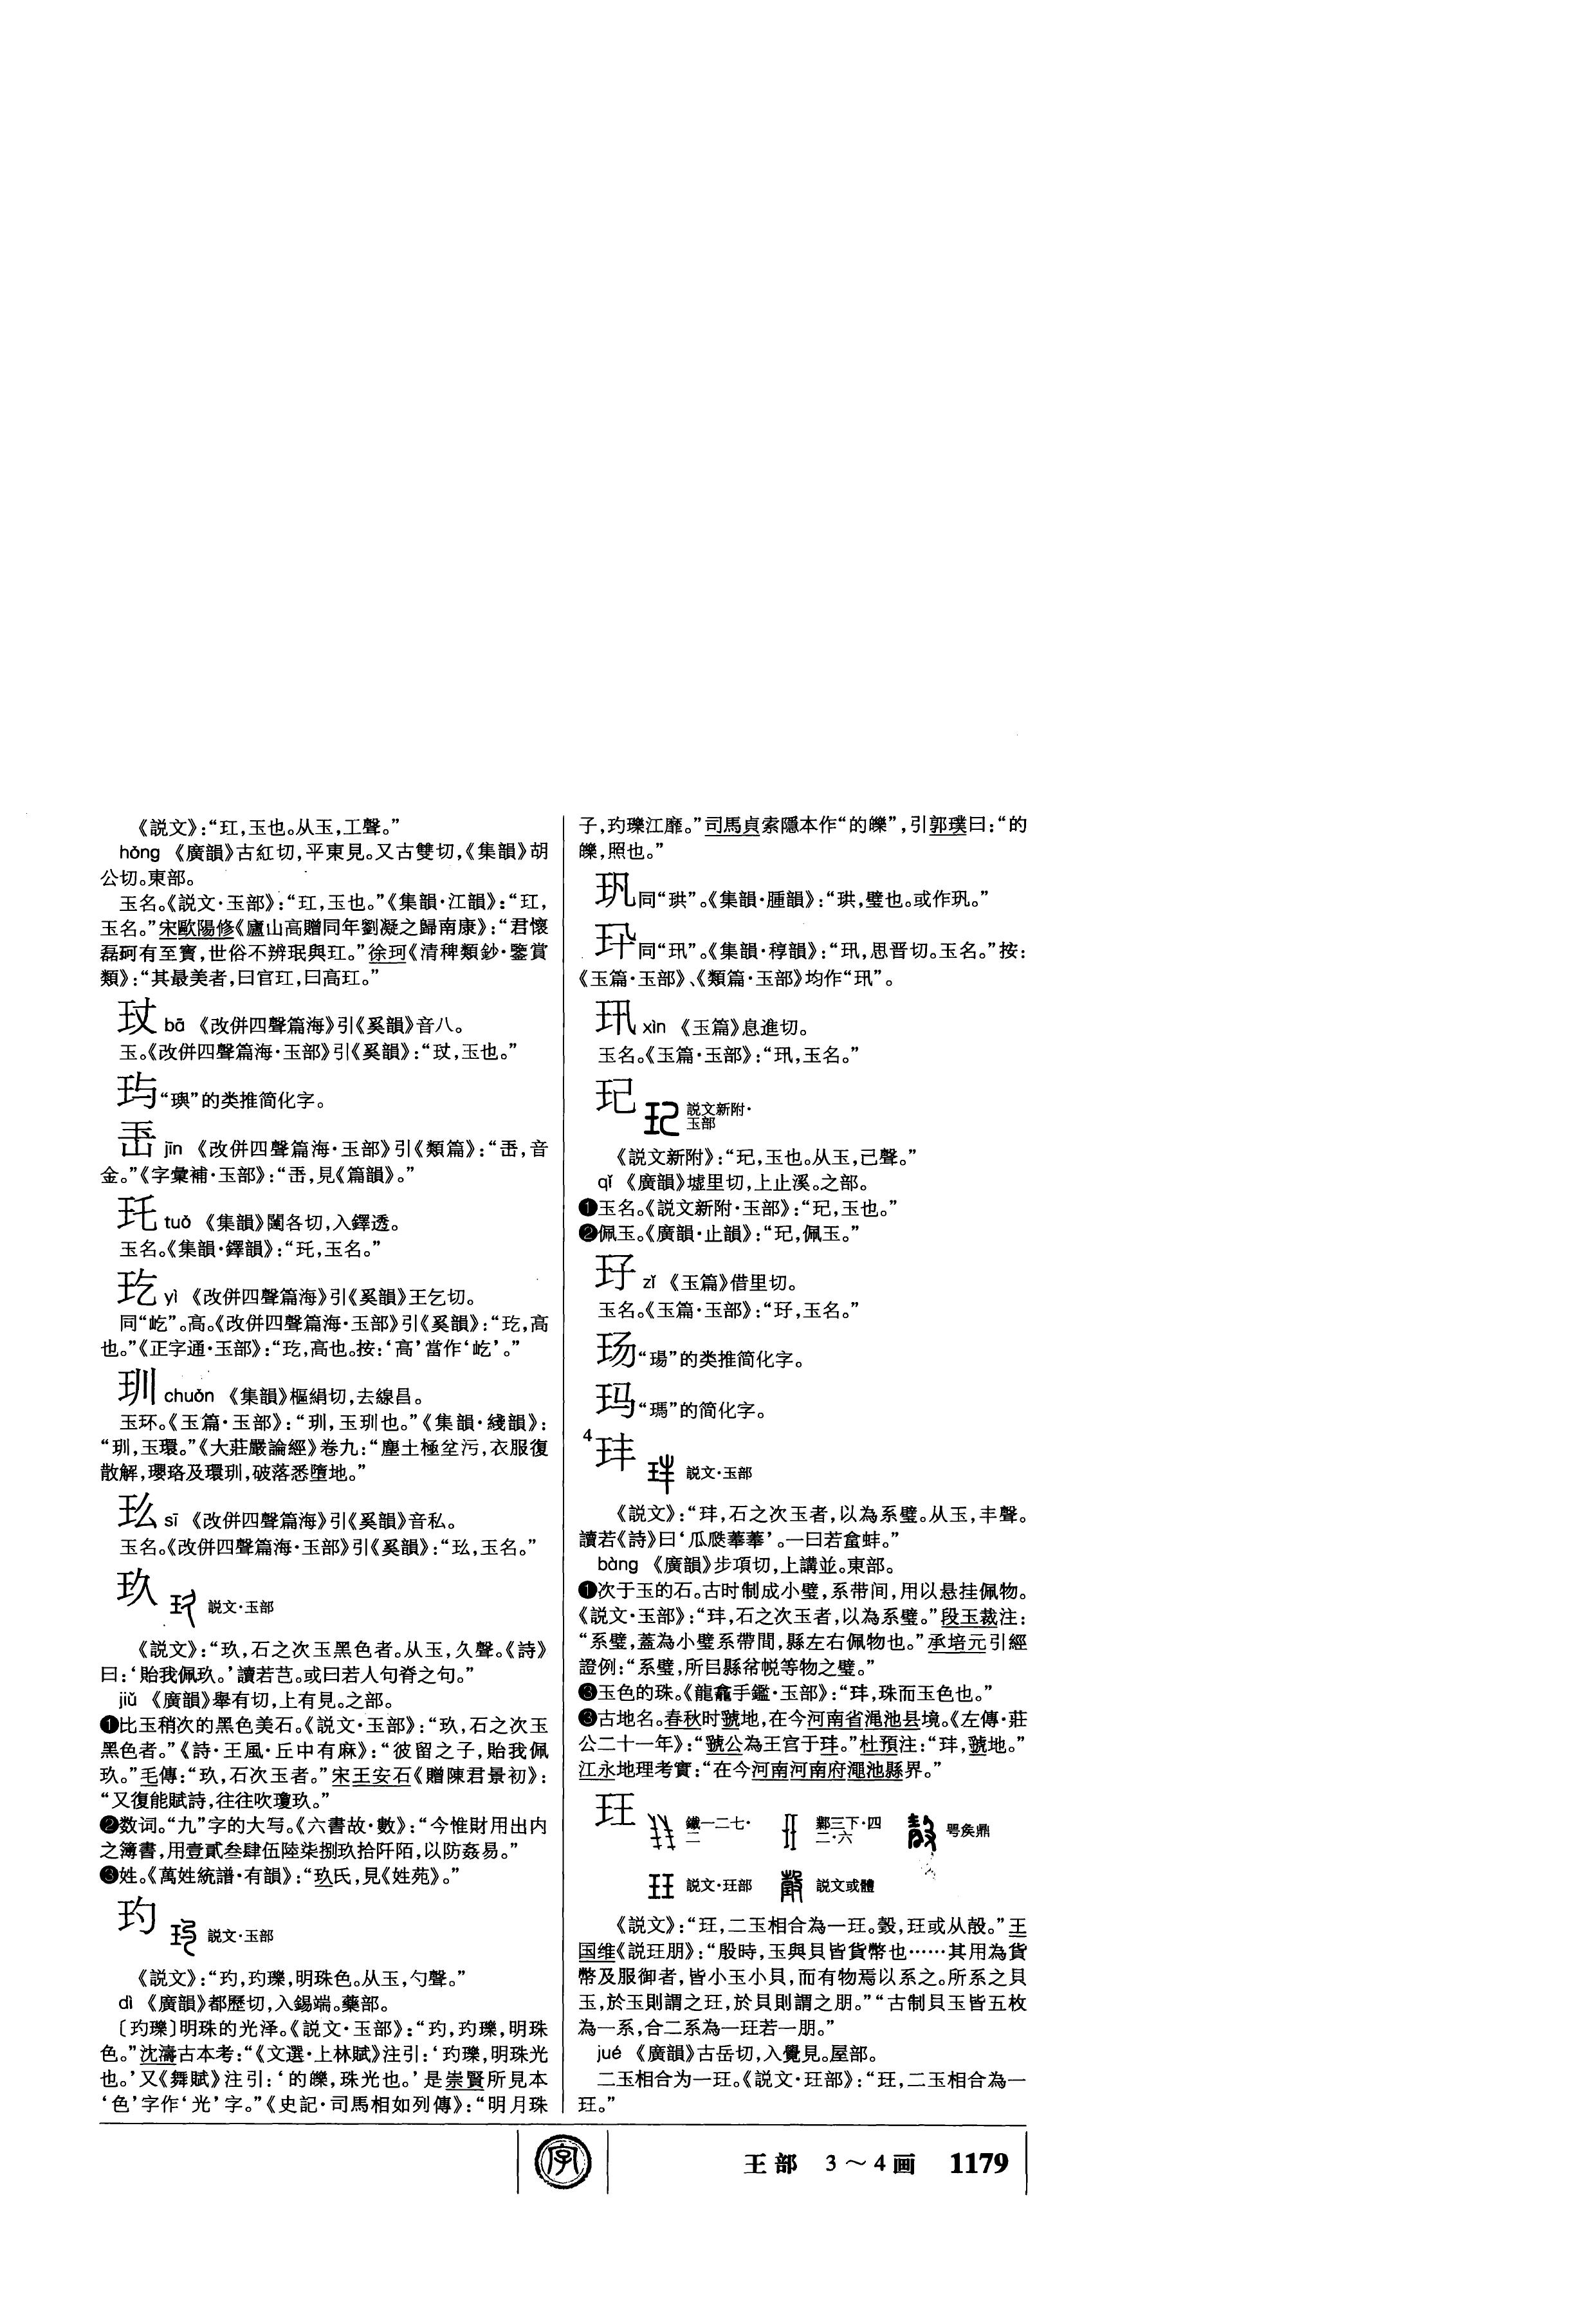 《説文》：“玒，玉也。从玉，工聲。”
hóng 《廣韻》古紅切，平東見。又古雙切，《集韻》胡
公切。東部。
玉名。《説文·玉部》：“玒，玉也。”《集韻·江韻》：“玒，
玉名。”宋歐陽修《廬山高贈同年劉凝之歸南康》：“君懷
磊砢有至寶，世俗不辨珉與玒。”徐珂《清稗類鈔·鑒賞
類》：“其最美者，曰官玒，曰高玒。”
玟 bā 《改併四聲篇海》引《奚韻》音八。
玉。《改併四聲篇海·玉部》引《奚韻》：“，玉也。”
玙“璵”的类推简化字。
jīn 《改併四聲篇海·玉部》引《類篇》：“，音
金。”《字彙補·玉部》：“，見《篇韻》。”
玓 tuō 《集韻》闥各切，入鐸透。
玉名。《集韻·鐸韻》：“，玉名。”
yì 《改併四聲篇海》引《奚韻》王乞切。
同“屹”。高。《改併四聲篇海·玉部》引《奚韻》：“，高
也。”《正字通·玉部》：“，高也。按：‘高’當作‘屹’。”
玔 chuàn 《集韻》樞絹切，去線昌。
玉环。《玉篇·玉部》：“玔，玉玔也。”《集韻·綫韻》：
“玔，玉環。”《大莊嚴論經》卷九：“塵土極坌污，衣服復
散解，瓔珞及環玔，破落悉墮地。”
sī 《改併四聲篇海》引《奚韻》音私。
玉名。《改併四聲篇海·玉部》引《奚韻》：“，玉名。”
玖 説文·玉部
《説文》：“玖，石之次玉黑色者。从玉，久聲。《詩》
曰：‘貽我佩玖。’讀若芑。或曰若人句脊之句。”
jiǔ 《廣韻》舉有切，上有見。之部。
❶比玉稍次的黑色美石。《説文·玉部》：“玖，石之次玉
黑色者。”《詩·王風·丘中有麻》：“彼留之子，貽我佩
玖。”毛傳：“玖，石次玉者。”宋王安石《贈陳君景初》：
“又復能賦詩，往往吹瓊玖。”
❷数词。“九”字的大写。《六書故·數》：“今惟財用出内
之簿書，用壹貳叁肆伍陸柒捌玖拾阡陌，以防姦易。”
❸姓。《萬姓統譜·有韻》：“玖氏，見《姓苑》。”
玓 説文·玉部
《説文》：“玓，玓瓅，明珠色。从玉，勺聲。”
dì 《廣韻》都歷切，入錫端。藥部。
〔玓瓅〕明珠的光泽。《説文·玉部》：“玓，玓瓅，明珠
色。”沈濤古本考：“《文選·上林賦》注引：‘玓瓅，明珠光
也。’又《舞賦》注引：‘的皪，珠光也。’是崇賢所見本
‘色’字作‘光’字。”《史記·司馬相如列傳》：“明月珠
子，玓瓅江靡。”司馬貞索隱本作“的皪”，引郭璞曰：“的
皪，照也。”
同“珙”。《集韻·腫韻》：“珙，璧也。或作。”
同“㺷”。《集韻·稕韻》：“，思晋切。玉名。”按：
《玉篇·玉部》、《類篇·玉部》均作“”。
xìn 《玉篇》息進切。
玉名。《玉篇·玉部》：“，玉名。”
玘 説文新附·玉部
《説文新附》：“玘，玉也。从玉，己聲。”
qǐ 《廣韻》墟里切，上止溪。之部。
❶玉名。《説文新附·玉部》：“玘，玉也。”
❷佩玉。《廣韻·止韻》：“玘，佩玉。”
zǐ 《玉篇》借里切。
玉名。《玉篇·玉部》：“，玉名。”
玚“瑒”的类推简化字。
玛“瑪”的简化字。
4
玤 説文·玉部
《説文》：“玤，石之次玉者，以為系璧。从玉，丰聲。
讀若《詩》曰‘瓜瓞菶菶’。一曰若蛤蚌。”
bàng 《廣韻》步項切，上講並。東部。
❶次于玉的石。古时制成小璧，系带间，用以悬挂佩物。
《説文·玉部》：“玤，石之次玉者，以為系璧。”段玉裁注：
“系璧，蓋為小璧系帶間，縣左右佩物也。”承培元引經
證例：“系璧，所㠯縣帉帨等物之璧。”
❸玉色的珠。《龍龕手鑑·玉部》：“玤，珠而玉色也。”
❸古地名。春秋时虢地，在今河南省渑池县境。《左傳·莊
公二十一年》：“虢公為王宫于玤。”杜預注：“玤，虢地。”
江永地理考實：“在今河南河南府澠池縣界。”
玨 鐵一二七·二 鄴三下·四二·六 咢侯鼎
説文·玨部 説文或體
《説文》：“玨，二玉相合為一玨。瑴，玨或从㱿。”王
国维《説玨朋》：“殷時，玉與貝皆貨幣也……其用為貨
幣及服御者，皆小玉小貝，而有物焉以系之。所系之貝
玉，於玉則謂之玨，於貝則謂之朋。”“古制貝玉皆五枚
為一系，合二系為一玨若一朋。”
jué 《廣韻》古岳切，入覺見。屋部。
二玉相合为一玨。《説文·玨部》：“玨，二玉相合為一
玨。”
字
王部 3～4画 1179